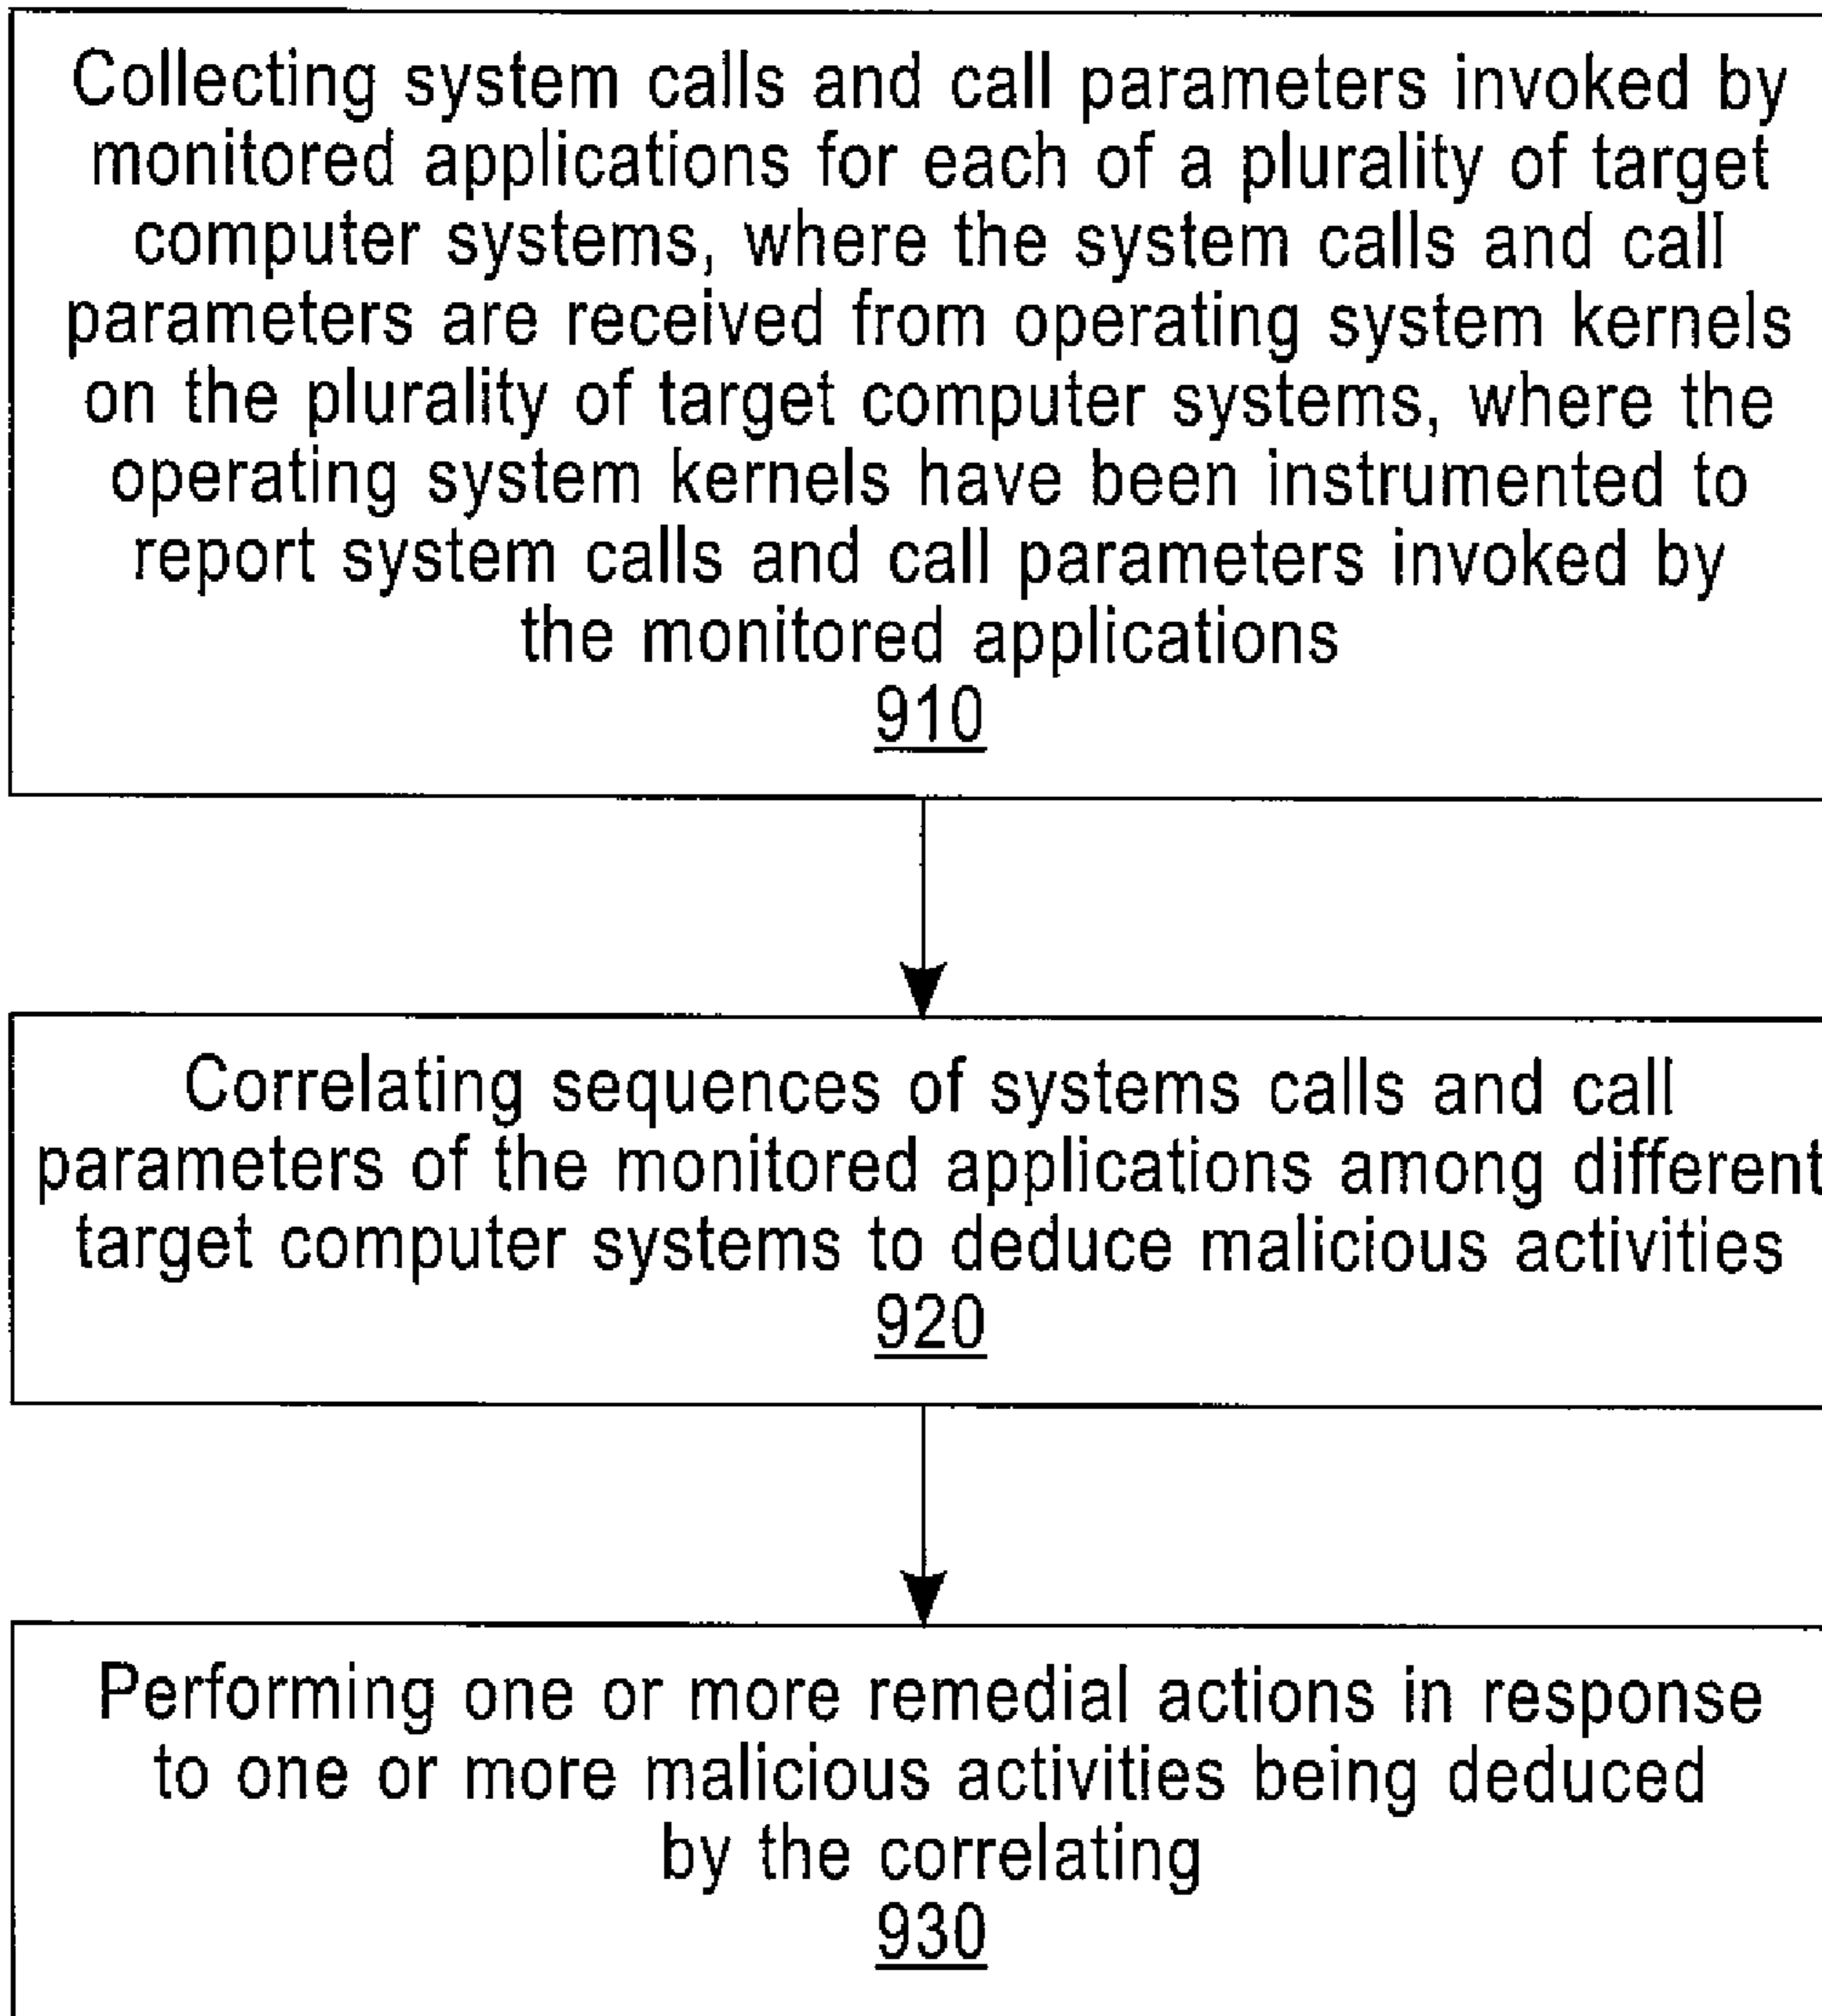 Collecting system calls and call parameters invoked by
monitored applications for each of a plurality of target
computer systems, where the system calls and call
parameters are received from operating system kernels
on the plurality of target computer systems, where the
operating system kernels have been instrumented to
report system calls and call parameters invoked by
the monitored applications
910
Correlating sequences of systems calls and call
parameters of the monitored applications among different
target computer systems to deduce malicious activities
920
Performing one or more remedial actions in response
to one or more malicious activities being deduced
by the correlating
930